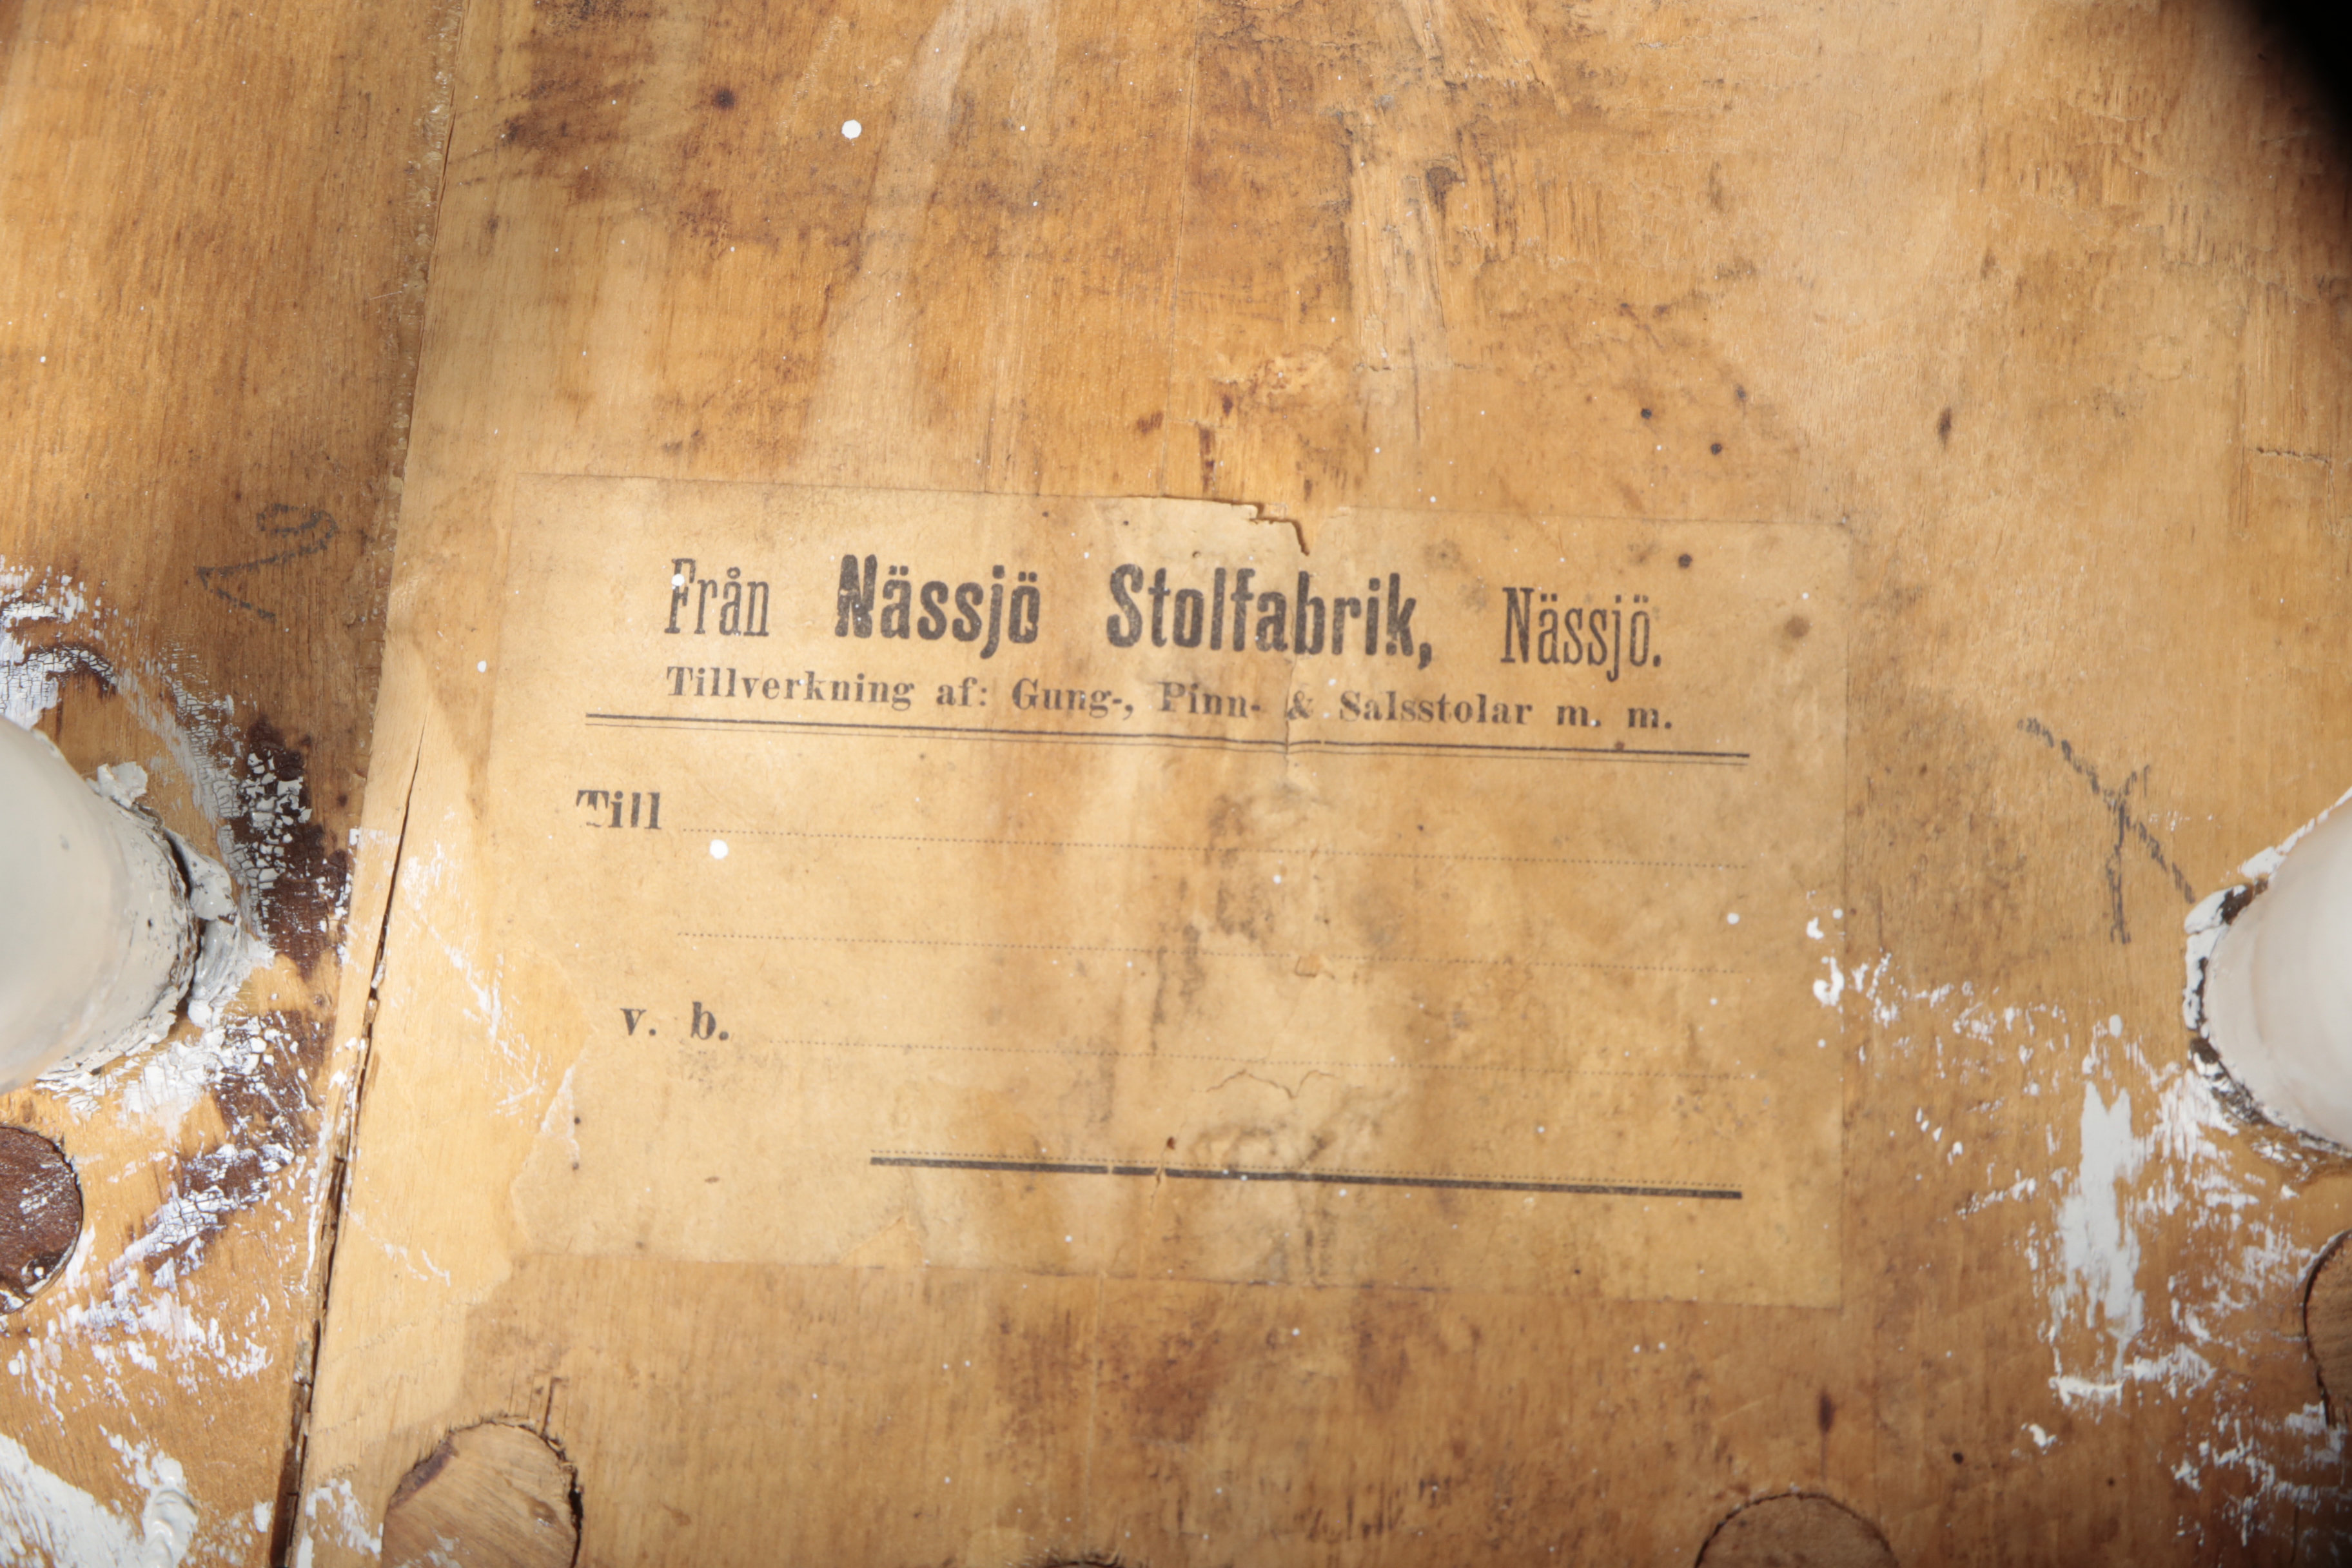 Från Nässjö Stolfabrik, Nässjö.
Tillverkning af: Gung-, Pinn- & Salsstolar m. m.
Till
v. b.